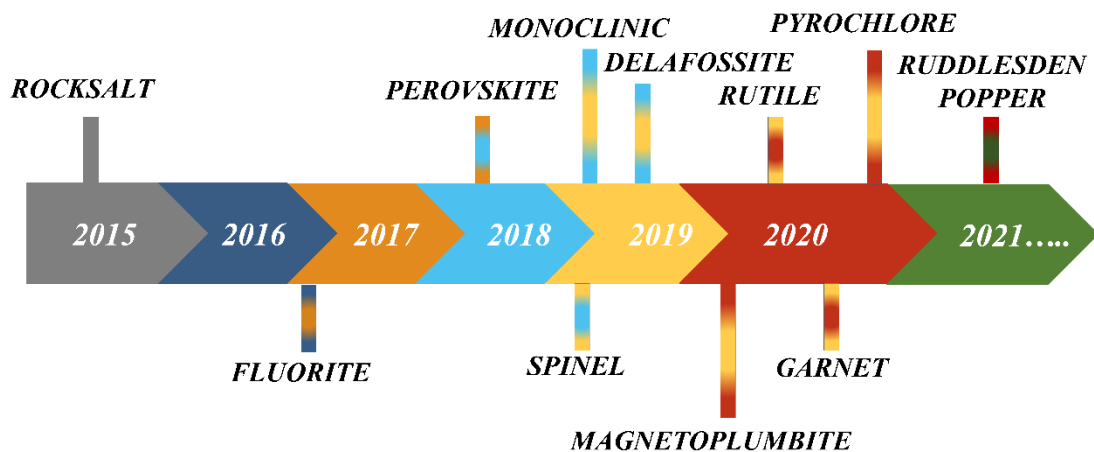 PYROCHLORE
MONOCLINIC
DELAFOSSITE
RUDDLESDEN
POPPER
ROCKSALT
PEROVSKITE
RUTILE
2015
2016
2017
2018
2019
2020
2021.....
FLUORITE
SPINEL
GARNET
MAGNETOPLUMBITE